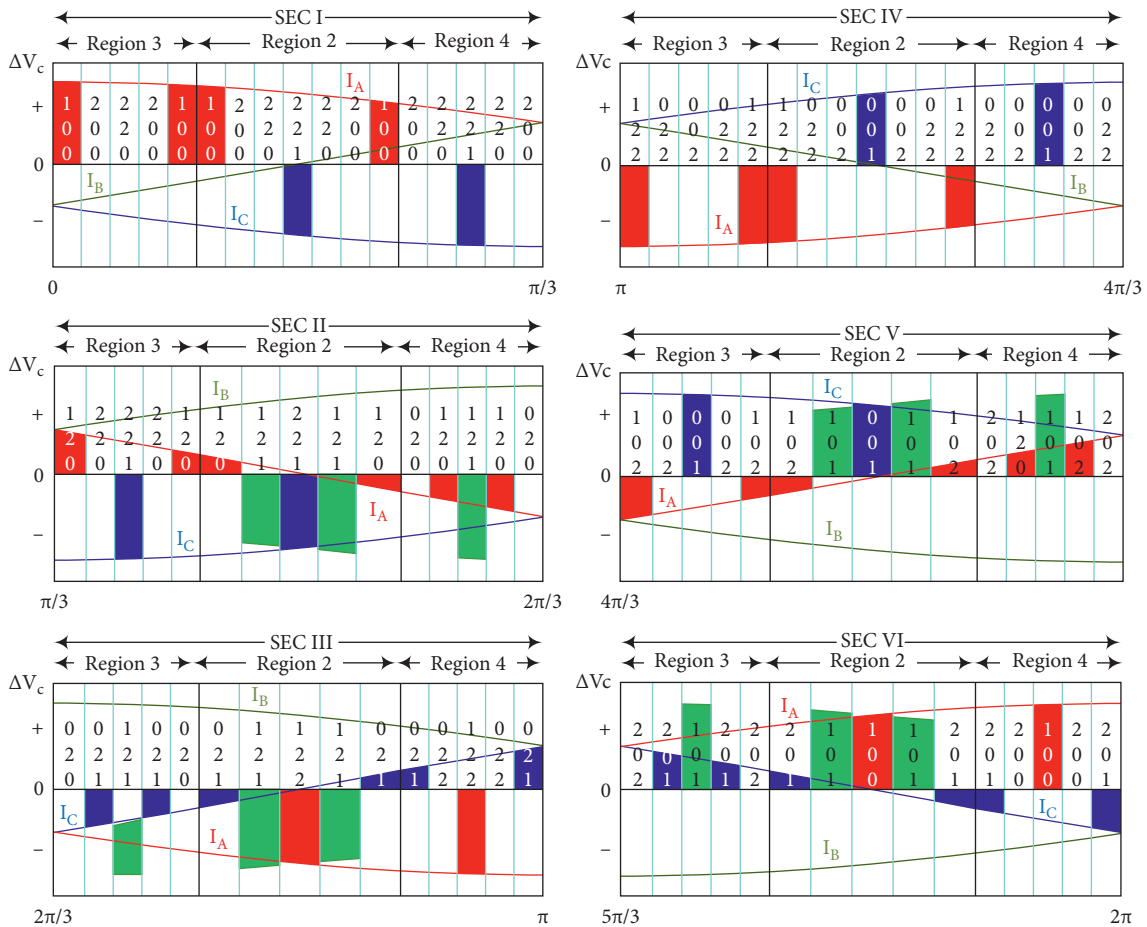 SEC I
Region 3 Region 2 Region 4
ΔV_c
I_A
+ 1 2 2 2 1 1 2 2 2 2 2 1 2 2 2 2 2
0 0 2 0 0 0 0 2 2 2 0 0 0 2 2 2 0
0 0 0 0 0 0 0 0 0 1 0 0 0 0 0 1 0 0
I_B
− I_C
0 π/3
SEC IV
Region 3 Region 2 Region 4
ΔVc
I_C
+ 1 0 0 0 1 1 0 0 0 0 0 1 0 0 0 0 0
2 2 0 2 2 2 2 0 0 0 2 2 2 0 0 0 2
0 2 2 2 2 2 2 2 2 1 2 2 2 2 2 1 2 2
I_B
− I_A
π 4π/3
SEC II
Region 3 Region 2 Region 4
ΔV_c
I_B
+ 1 2 2 2 1 1 1 2 1 1 0 1 1 1 0
2 2 2 2 2 2 2 2 2 2 2 2 2 2 2
0 0 0 1 0 0 0 1 1 1 0 0 0 1 0 0
I_A
− I_C
π/3 2π/3
SEC V
Region 3 Region 2 Region 4
ΔVc
I_C
+ 1 0 0 0 1 1 1 0 1 1 2 1 1 1 2
0 0 0 0 0 0 0 0 0 0 0 2 0 0 0
0 2 2 1 2 2 2 1 1 1 2 2 0 1 2 2
I_A
− I_B
4π/3 5π/3
SEC III
Region 3 Region 2 Region 4
ΔV_c
I_B
+ 0 0 1 0 0 0 1 1 1 0 0 0 1 0 0
2 2 2 2 2 2 2 2 2 2 2 2 2 2 2
0 0 1 1 1 0 0 1 2 1 1 1 2 2 2 1
I_C
− I_A
2π/3 π
SEC VI
Region 3 Region 2 Region 4
ΔVc
I_A
+ 2 2 1 2 2 2 1 1 1 2 2 2 1 2 2
0 0 0 0 0 0 0 0 0 0 0 0 0 0 0
0 2 1 0 1 2 1 1 0 1 1 1 0 0 0 1
I_C
− I_B
5π/3 2π